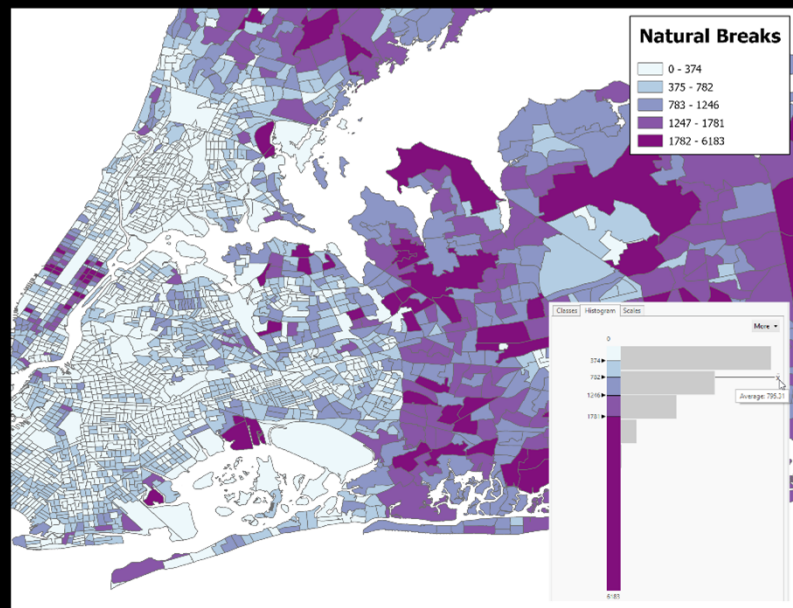 Natural Breaks
0 - 374
375 - 782
783 - 1246
1247 - 1781
1782 - 6183
Classes Histogram Scales
More
0
374
782
1246
1781
Average: 795.31
6183